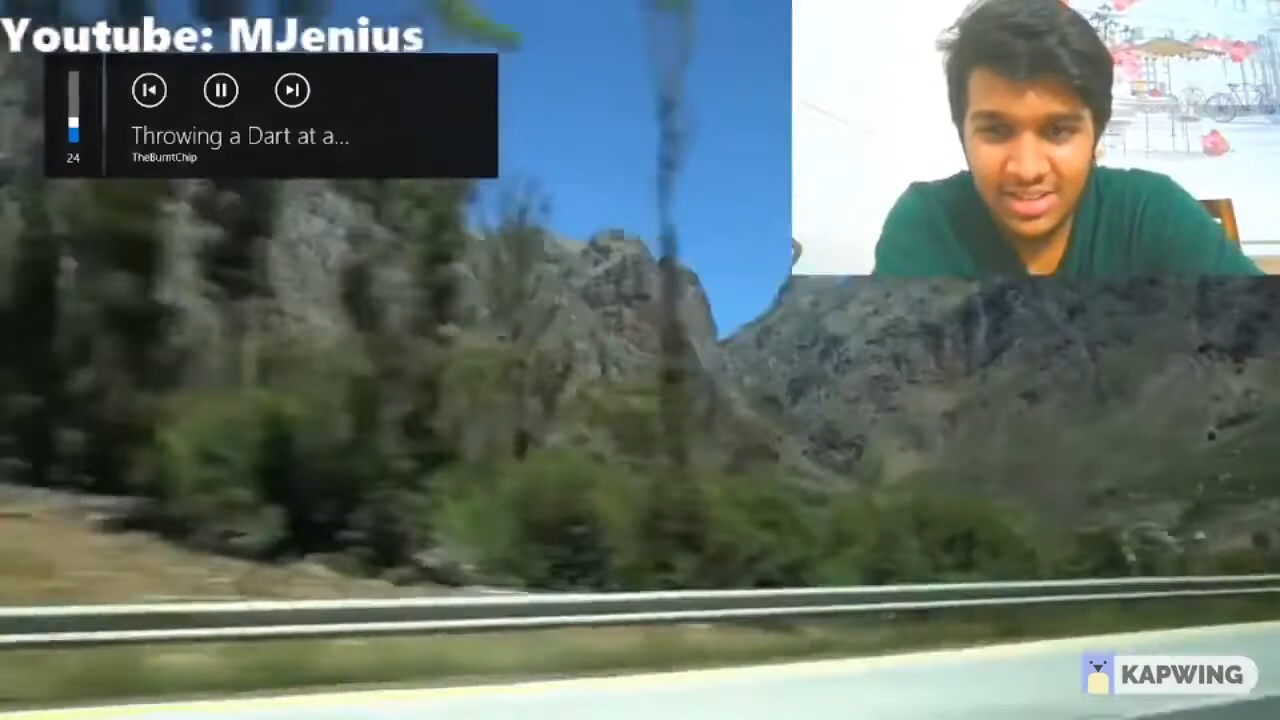 Youtube: MJenius
Throwing a Dart at a...
TheBurntChip
24
KAPWING